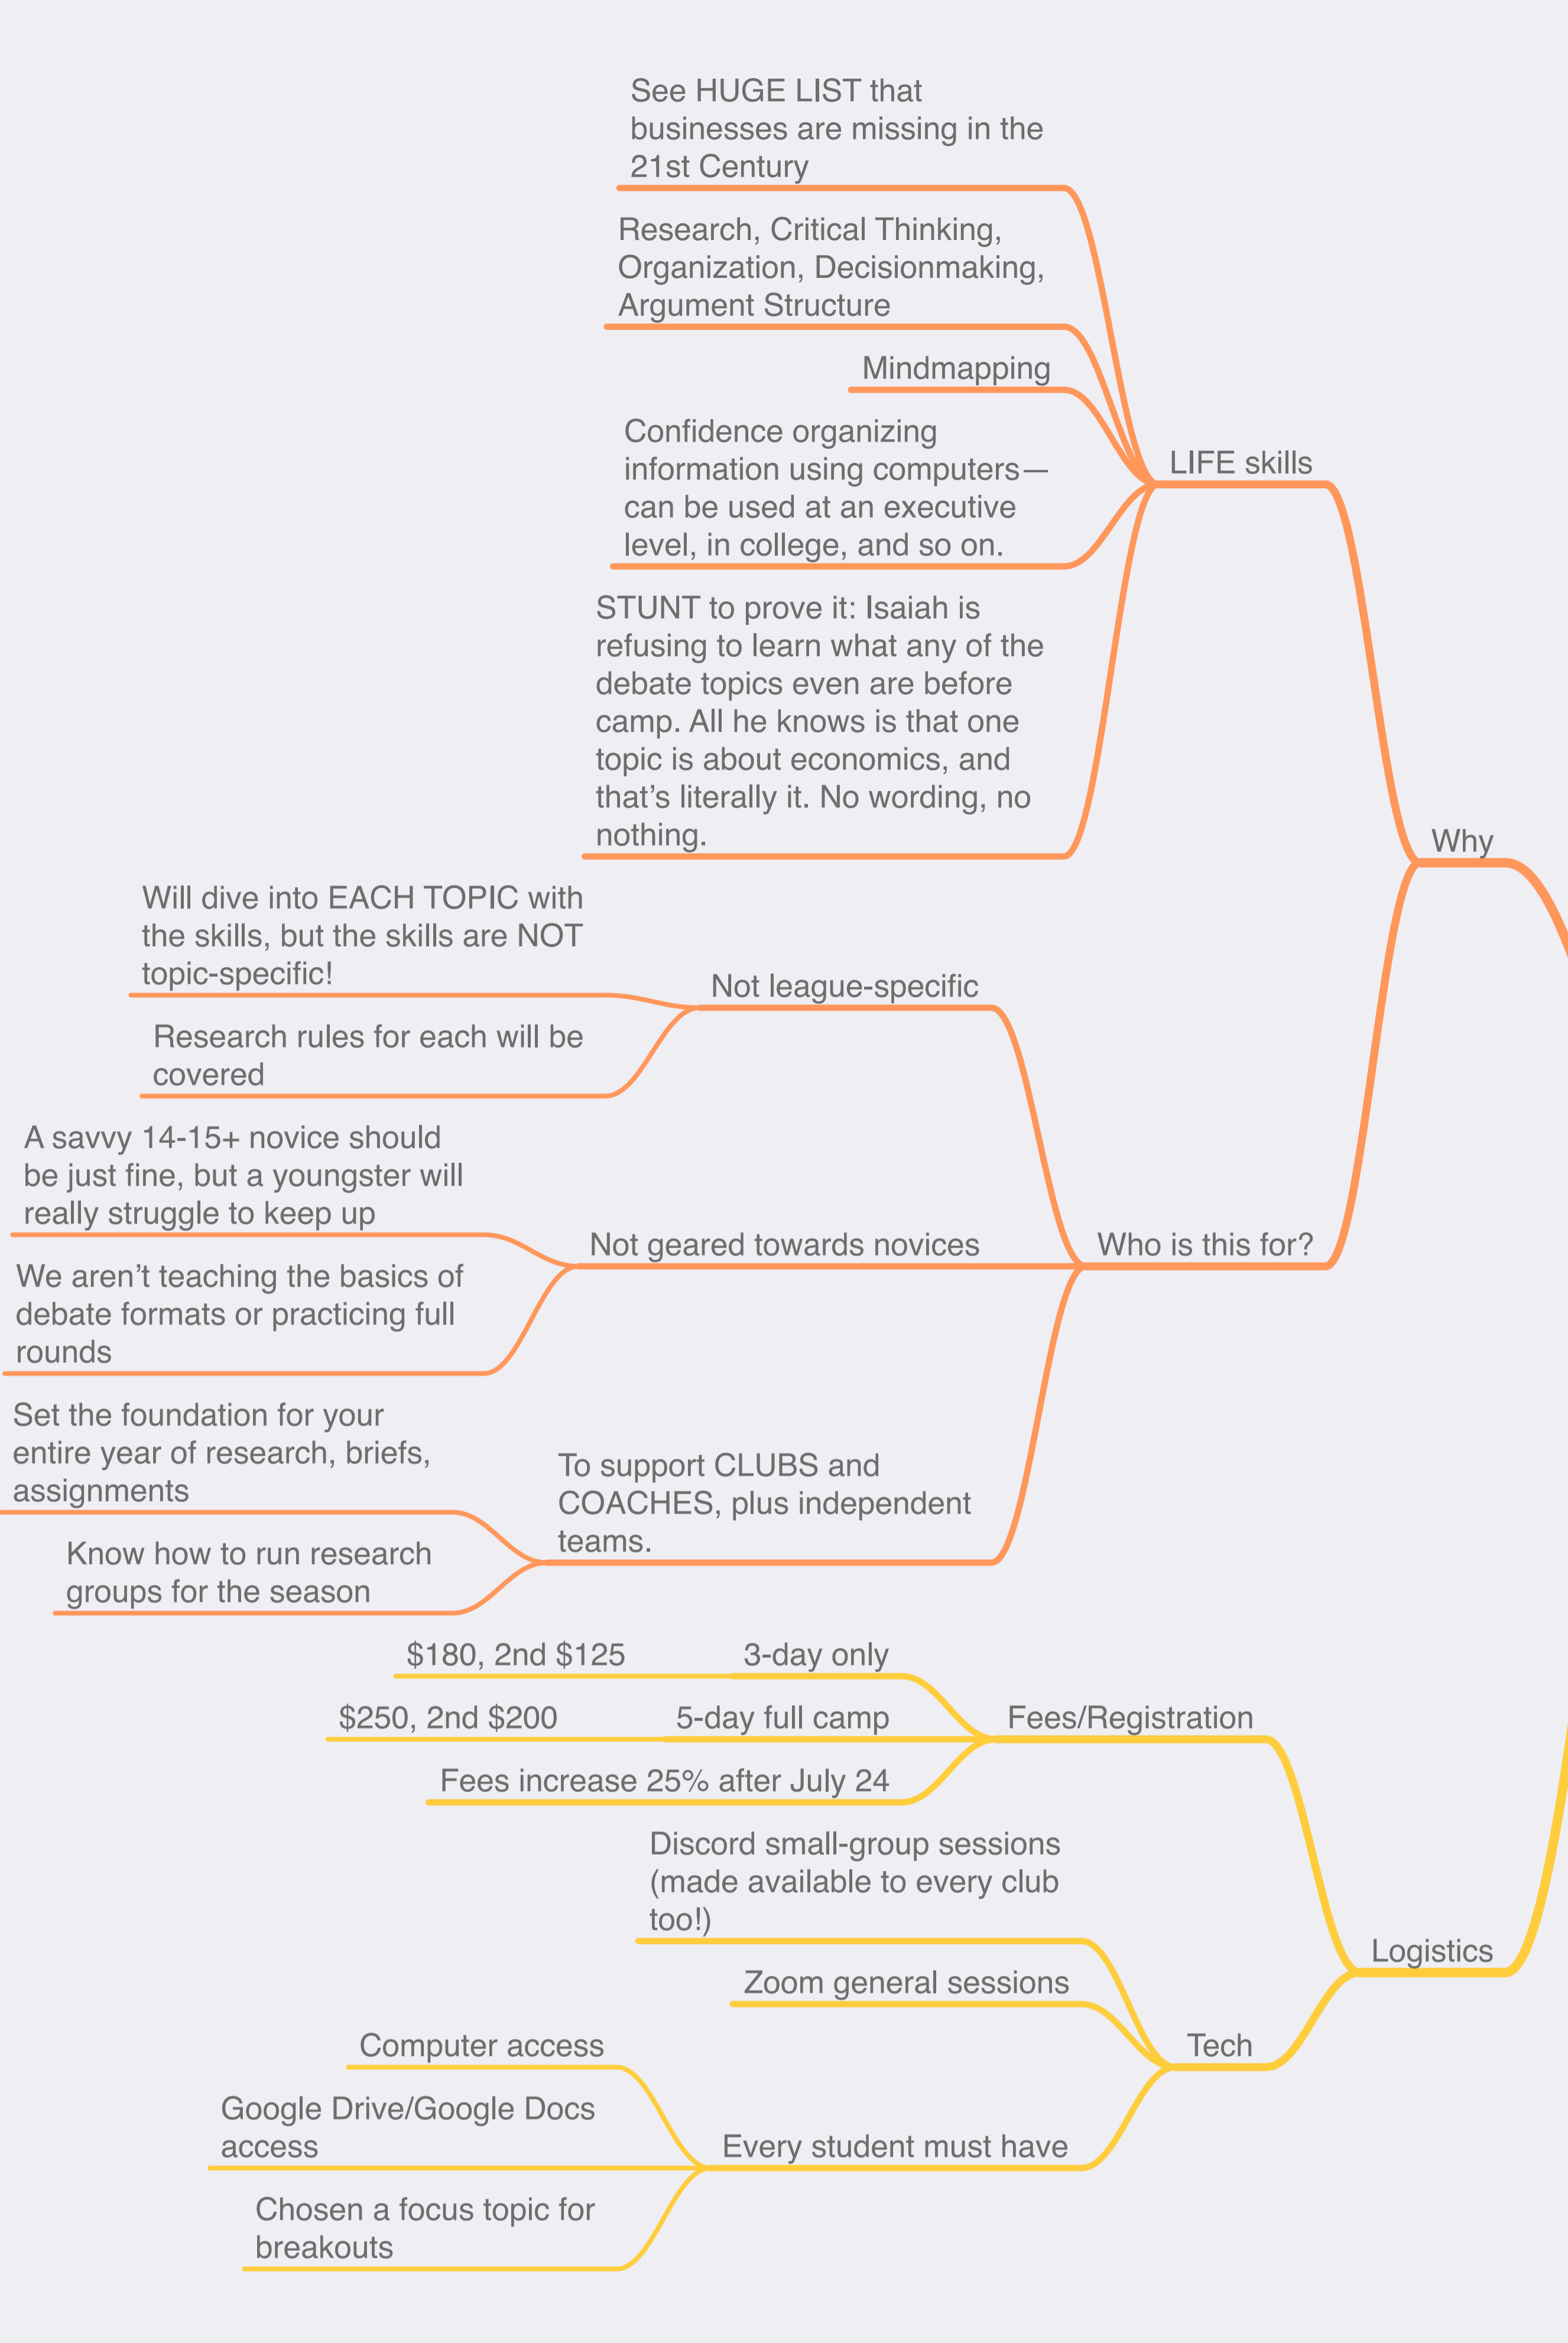 See HUGE LIST that
businesses are missing in the
21st Century
Research, Critical Thinking,
Organization, Decisionmaking,
Argument Structure
Mindmapping
Confidence organizing
information using computers—
can be used at an executive
level, in college, and so on.
LIFE skills
STUNT to prove it: Isaiah is
refusing to learn what any of the
debate topics even are before
camp. All he knows is that one
topic is about economics, and
that’s literally it. No wording, no
nothing.
Why
Will dive into EACH TOPIC with
the skills, but the skills are NOT
topic-specific!
Not league-specific
Research rules for each will be
covered
A savvy 14-15+ novice should
be just fine, but a youngster will
really struggle to keep up
Not geared towards novices
Who is this for?
We aren’t teaching the basics of
debate formats or practicing full
rounds
Set the foundation for your
entire year of research, briefs,
assignments
To support CLUBS and
COACHES, plus independent
teams.
Know how to run research
groups for the season
$180, 2nd $125
3-day only
$250, 2nd $200
5-day full camp
Fees/Registration
Fees increase 25% after July 24
Discord small-group sessions
(made available to every club
too!)
Logistics
Zoom general sessions
Tech
Computer access
Google Drive/Google Docs
access
Every student must have
Chosen a focus topic for
breakouts